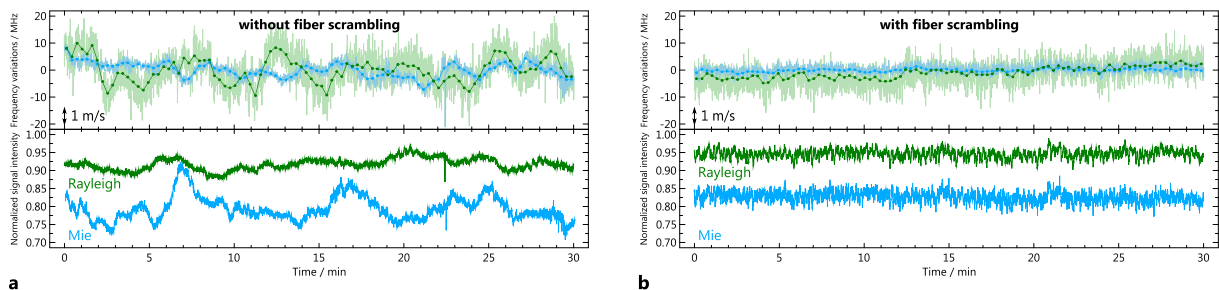 without fiber scrambling
Frequency variations / MHz
20
10
0
-10
-20
1 m/s
Normalized signal intensity
1.00
0.95
0.90
0.85
0.80
0.75
0.70
Rayleigh
Mie
0 5 10 15 20 25 30
Time / min
a
with fiber scrambling
Frequency variations / MHz
20
10
0
-10
-20
1 m/s
Normalized signal intensity
1.00
0.95
0.90
0.85
0.80
0.75
0.70
Rayleigh
Mie
0 5 10 15 20 25 30
Time / min
b